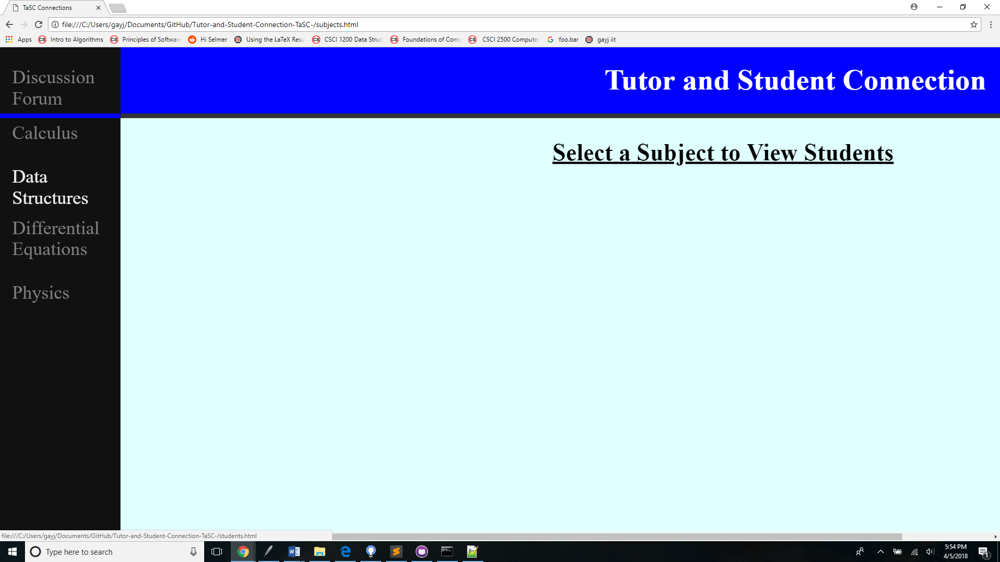 TaSC Connections
file:///C:/Users/gayj/Documents/GitHub/Tutor-and-Student-Connection-TaSC-/subjects.html
Apps Intro to Algorithms Principles of Software Hi Selmer Using the LaTeX Resu CSCI 1200 Data Struc Foundations of Comp CSCI 2500 Computer foo.bar gayj iit
Discussion
Forum
Tutor and Student Connection
Calculus
Select a Subject to View Students
Data
Structures
Differential
Equations
Physics
file:///C:/Users/gayj/Documents/GitHub/Tutor-and-Student-Connection-TaSC-/students.html
Type here to search
5:54 PM
4/5/2018
1